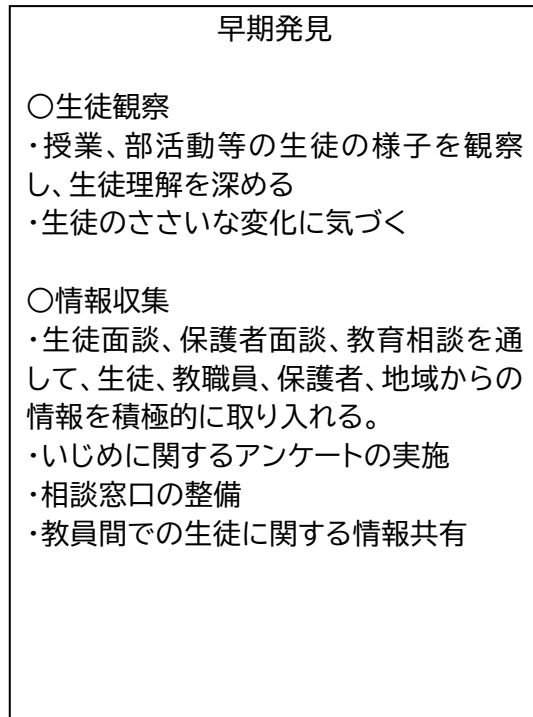 早期発見
〇生徒観察
・授業、部活動等の生徒の様子を観察
し、生徒理解を深める
・生徒のささいな変化に気づく
〇情報収集
・生徒面談、保護者面談、教育相談を通
して、生徒、教職員、保護者、地域からの
情報を積極的に取り入れる。
・いじめに関するアンケートの実施
・相談窓口の整備
・教員間での生徒に関する情報共有